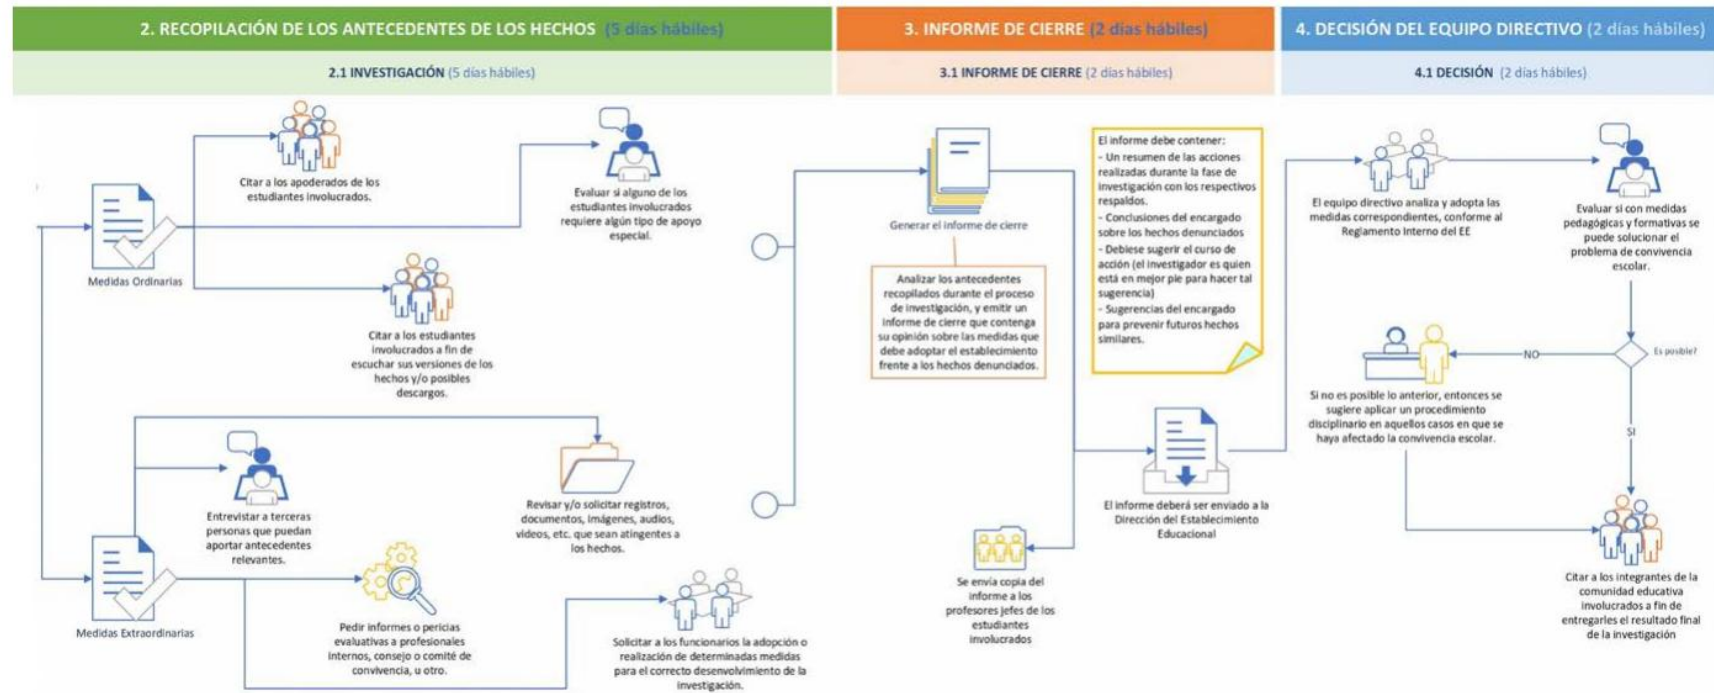 2. RECOPILACIÓN DE LOS ANTECEDENTES DE LOS HECHOS (5 días hábiles)
2.1 INVESTIGACIÓN (5 días hábiles)
Citar a los apoderados de los
estudiantes involucrados.
Evaluar si alguno de los
estudiantes involucrados
requiere algún tipo de apoyo
especial.
Medidas Ordinarias
Citar a los estudiantes
involucrados a fin de
escuchar sus versiones de los
hechos y/o posibles
descargos.
Entrevistar a terceras
personas que puedan
aportar antecedentes
relevantes.
Revisar y/o solicitar registros,
documentos, imágenes, audios,
videos, etc. que sean atingentes a
los hechos.
Medidas Extraordinarias
Pedir informes o pericias
evaluativas a profesionales
internos, consejo o comité de
convivencia, u otro.
Solicitar a los funcionarios la adopción o
realización de determinadas medidas
para el correcto desenvolvimiento de la
investigación.
3. INFORME DE CIERRE (2 días hábiles)
3.1 INFORME DE CIERRE (2 días hábiles)
Generar el informe de cierre
Analizar los antecedentes
recopilados durante el proceso
de investigación, y emitir un
informe de cierre que contenga
su opinión sobre las medidas que
debe adoptar el establecimiento
frente a los hechos denunciados.
El informe debe contener:
- Un resumen de las acciones
realizadas durante la fase de
investigación con los respectivos
respaldos.
- Conclusiones del encargado
sobre los hechos denunciados
- Debiese sugerir el curso de
acción (el investigador es quien
está en mejor pie para hacer tal
sugerencia)
- Sugerencias del encargado
para prevenir futuros hechos
similares.
El informe deberá ser enviado a la
Dirección del Establecimiento
Educacional
Se envía copia del
informe a los
profesores jefes de los
estudiantes
involucrados
4. DECISIÓN DEL EQUIPO DIRECTIVO (2 días hábiles)
4.1 DECISIÓN (2 días hábiles)
El equipo directivo analiza y adopta las
medidas correspondientes, conforme al
Reglamento Interno del EE
Evaluar si con medidas
pedagógicas y formativas se
puede solucionar el
problema de convivencia
escolar.
Es posible?
NO
Si no es posible lo anterior, entonces se
sugiere aplicar un procedimiento
disciplinario en aquellos casos en que se
haya afectado la convivencia escolar.
SI
Citar a los integrantes de la
comunidad educativa
involucrados a fin de
entregarles el resultado final
de la investigación